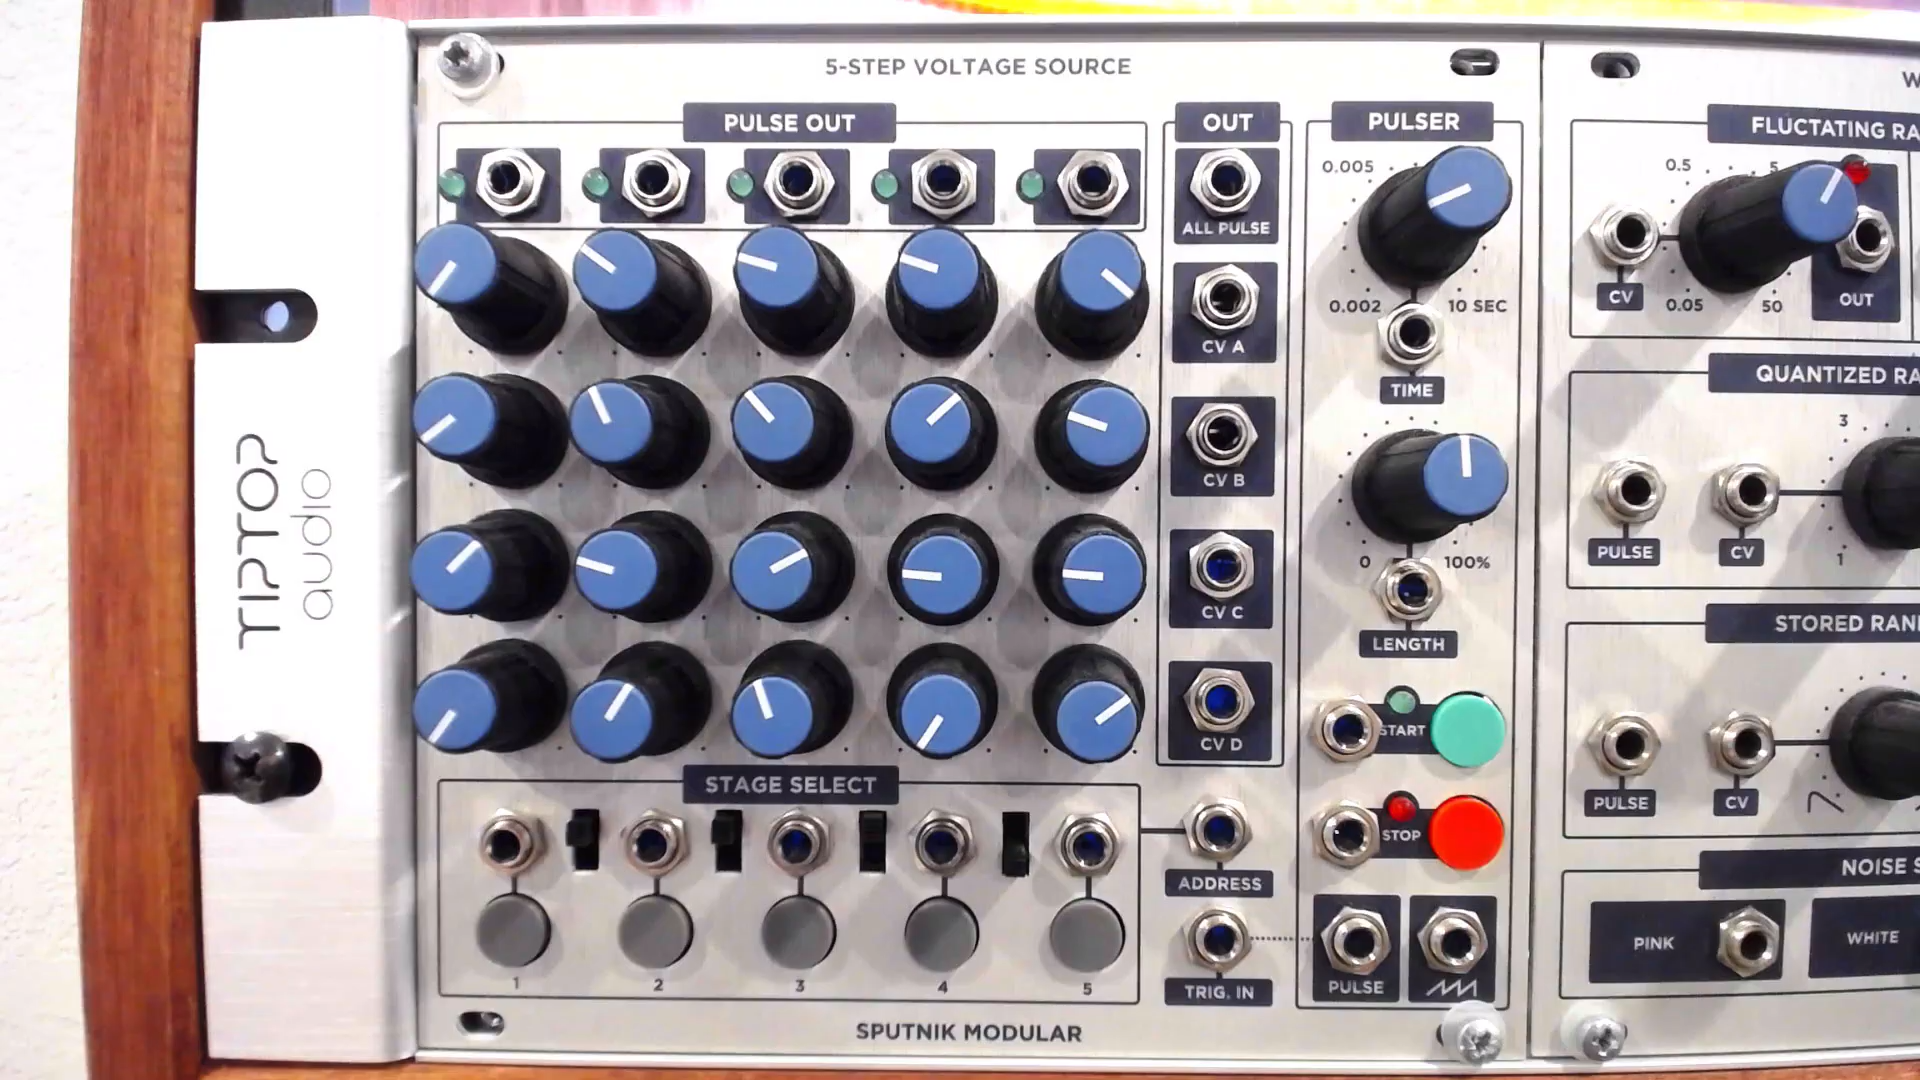 TIPTOP
audio
5-STEP VOLTAGE SOURCE
PULSE OUT
OUT
ALL PULSE
CV A
CV B
CV C
CV D
PULSER
0.005
0.002
10 SEC
TIME
0
100%
LENGTH
START
STOP
STAGE SELECT
1
2
3
4
5
ADDRESS
TRIG. IN
PULSE
SPUTNIK MODULAR
W
FLUCTATING RA
0.5
5
0.05
50
CV
OUT
QUANTIZED RA
3
1
PULSE
CV
STORED RAN
PULSE
CV
NOISE S
PINK
WHITE